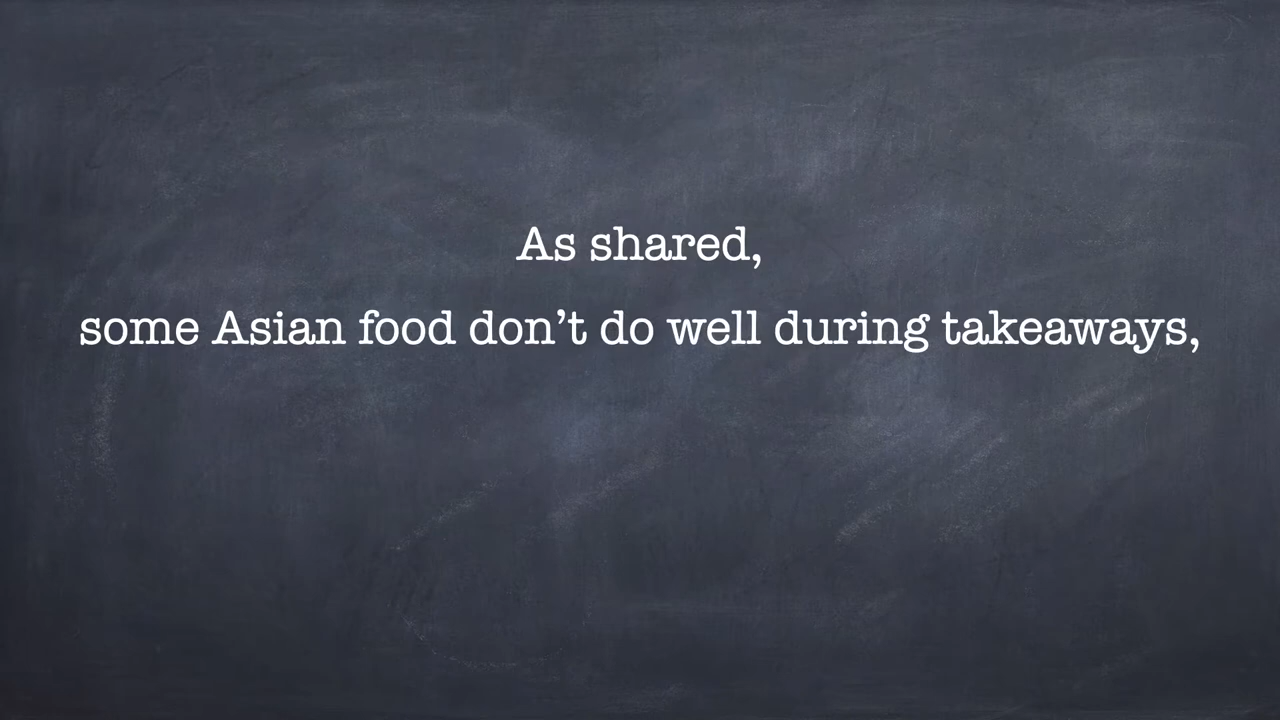 As shared,
some Asian food don’t do well during takeaways,